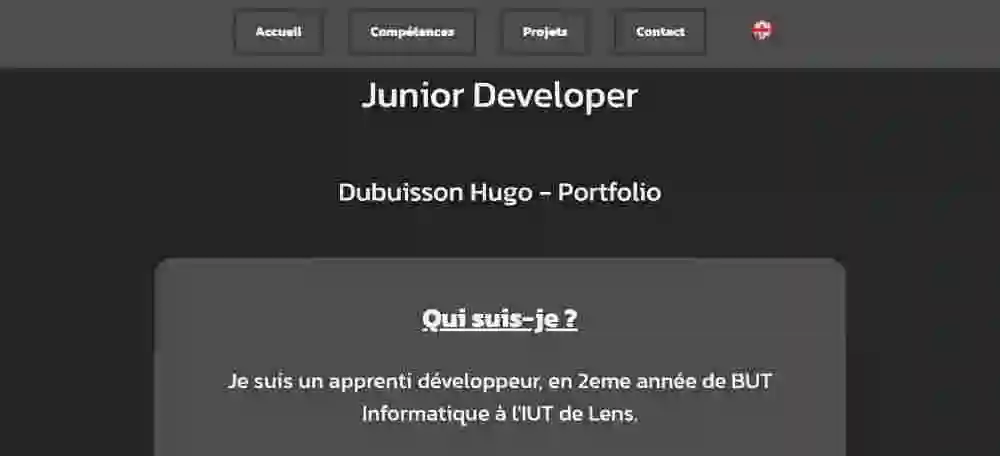 Accueil Compétences Projets Contact
Junior Developer
Dubuisson Hugo - Portfolio
Qui suis-je ?
Je suis un apprenti développeur, en 2eme année de BUT
Informatique à l'IUT de Lens.